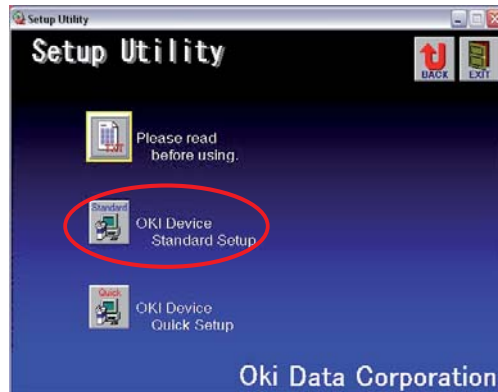 Setup Utility
Setup Utility
BACK
EXIT
TXT
Please read
before using.
Standard
OKI Device
Standard Setup
Quick
OKI Device
Quick Setup
Oki Data Corporation